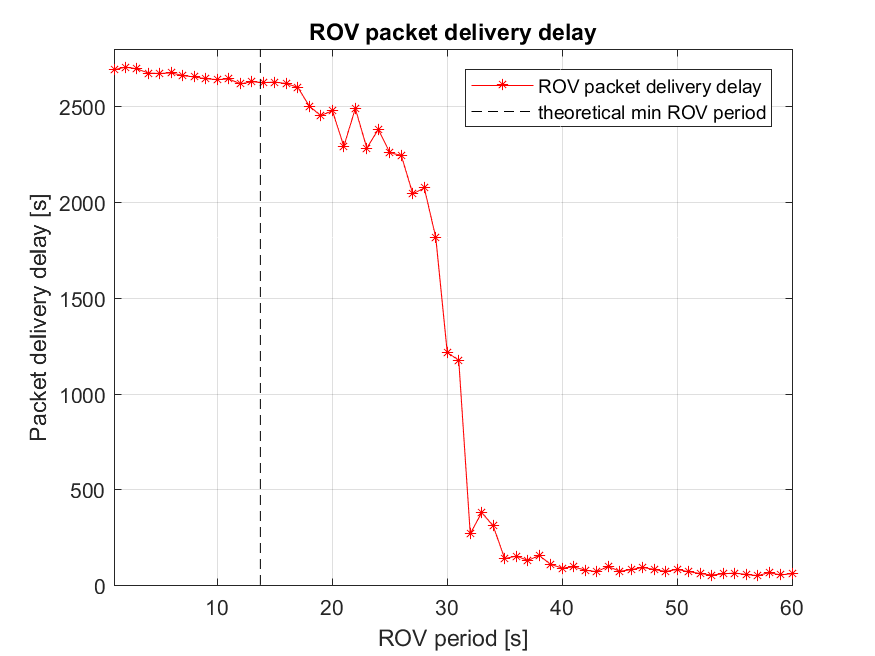 ROV packet delivery delay
ROV packet delivery delay
theoretical min ROV period
2500
2000
1500
1000
500
0
Packet delivery delay [s]
10 20 30 40 50 60
ROV period [s]